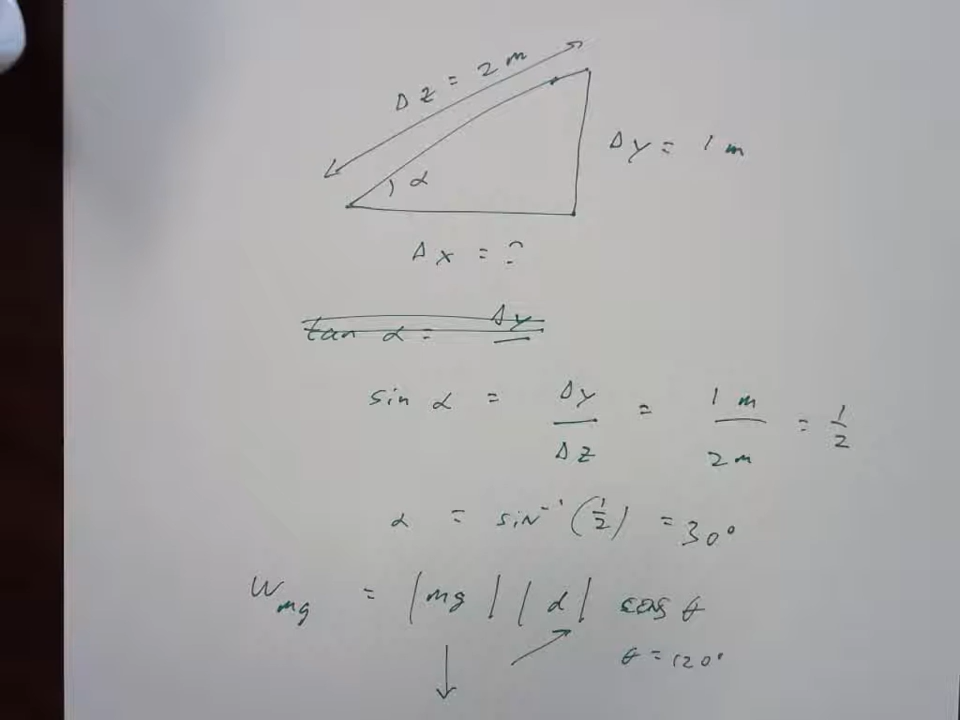 Δz = 2 m
Δy = 1 m
α
Δx = ?
tan α = Δy
sin α = Δy/Δz = 1 m/2 m = 1/2
α = sin⁻¹(1/2) = 30°
W_mg = |mg| |d| cos θ
θ = 120°